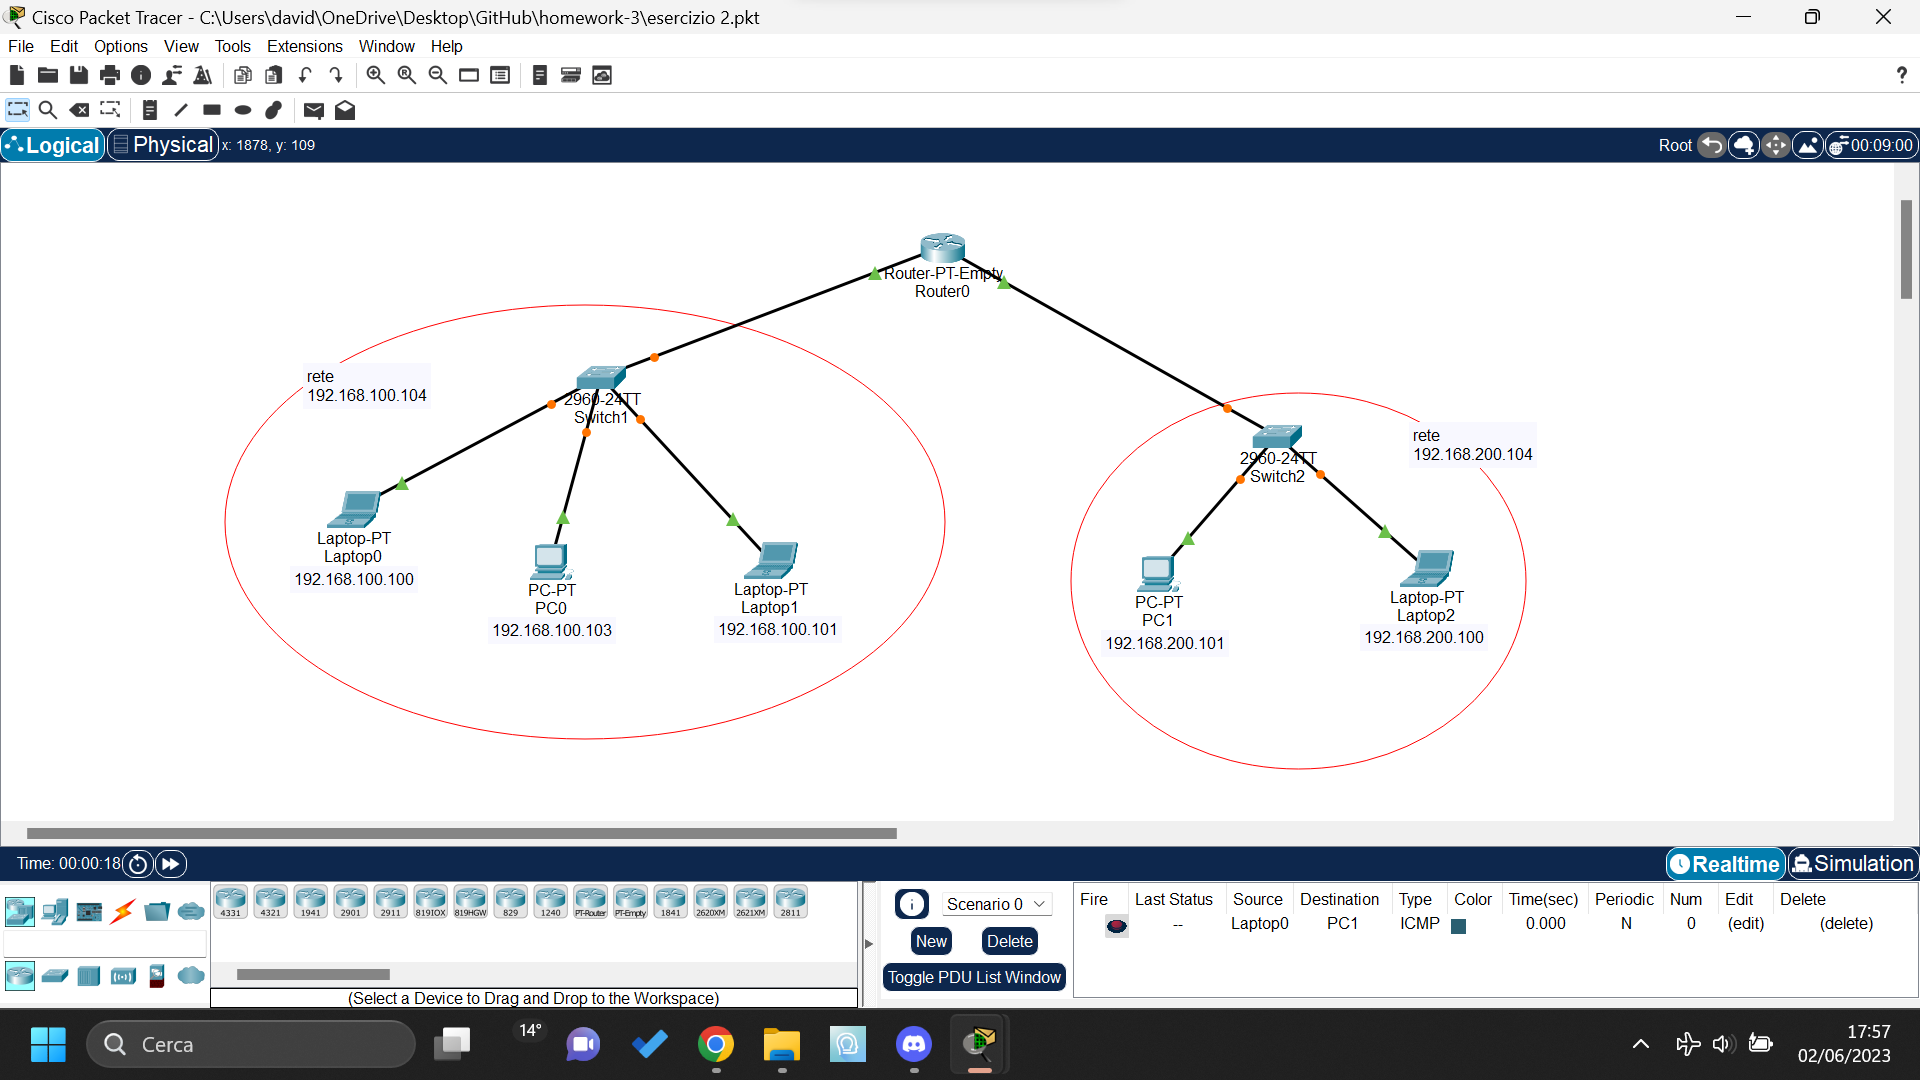 Cisco Packet Tracer - C:\Users\david\OneDrive\Desktop\GitHub\homework-3\esercizio 2.pkt
File Edit Options View Tools Extensions Window Help
?
Logical Physical x: 1878, y: 109 Root 00:09:00
Router-PT-Empty
Router0
rete
192.168.100.104
2960-24TT
Switch1
rete
192.168.200.104
2960-24TT
Switch2
Laptop-PT
Laptop0
192.168.100.100
PC-PT
PC0
192.168.100.103
Laptop-PT
Laptop1
192.168.100.101
PC-PT
PC1
192.168.200.101
Laptop-PT
Laptop2
192.168.200.100
Time: 00:00:18 Realtime Simulation
4331 4321 1941 2901 2911 819IOX 819HGW 829 1240 PT-Router PT-Empty 1841 2620XM 2621XM 2811
(Select a Device to Drag and Drop to the Workspace)
Scenario 0
New Delete
Toggle PDU List Window
Fire Last Status Source Destination Type Color Time(sec) Periodic Num Edit Delete
-- Laptop0 PC1 ICMP 0.000 N 0 (edit) (delete)
Cerca
14°
17:57
02/06/2023